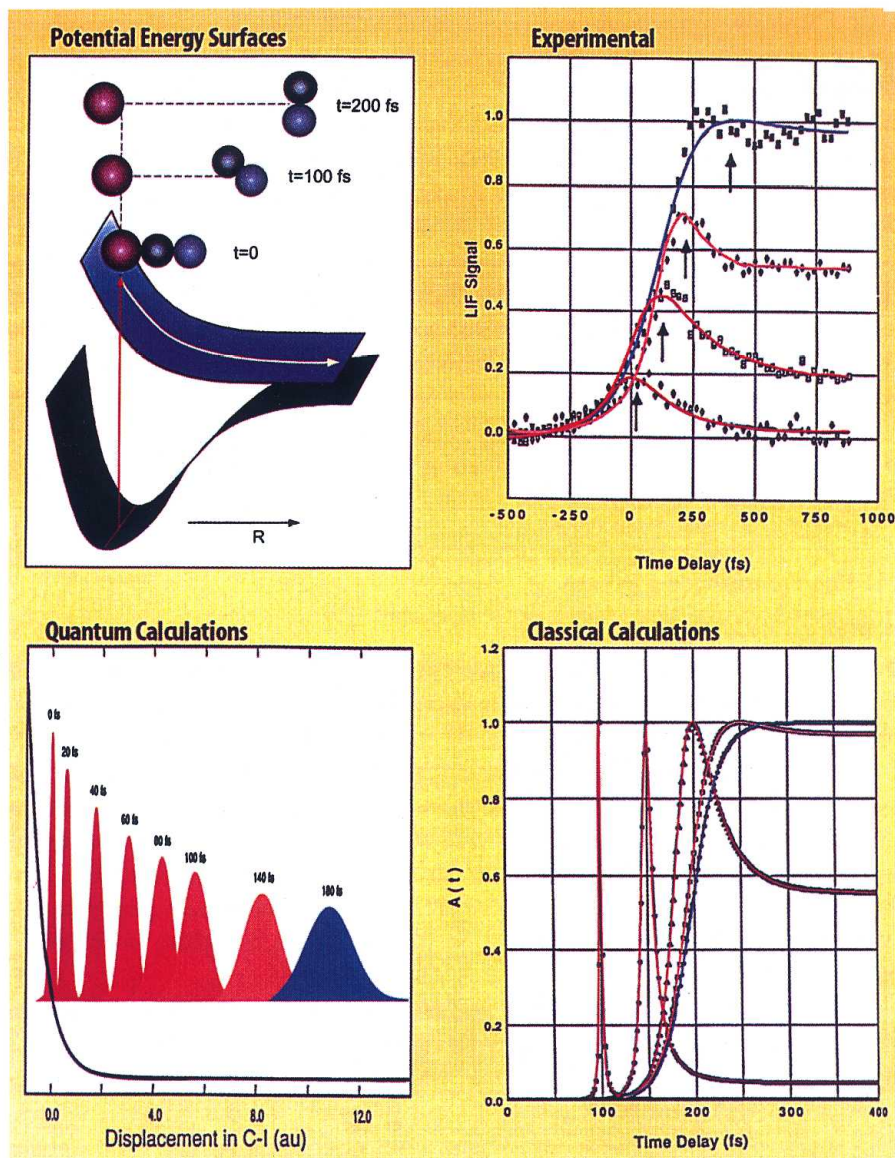 Potential Energy Surfaces
t=200 fs
t=100 fs
t=0
R
Experimental
1.0
0.8
0.6
0.4
0.2
0.0
LIF Signal
-500 -250 0 250 500 750 1000
Time Delay (fs)
Quantum Calculations
0 fs
20 fs
40 fs
60 fs
80 fs
100 fs
140 fs
180 fs
0.0 4.0 8.0 12.0
Displacement in C-I (au)
Classical Calculations
1.2
1.0
0.8
0.6
0.4
0.2
0.0
A(t)
0 100 200 300 400
Time Delay (fs)